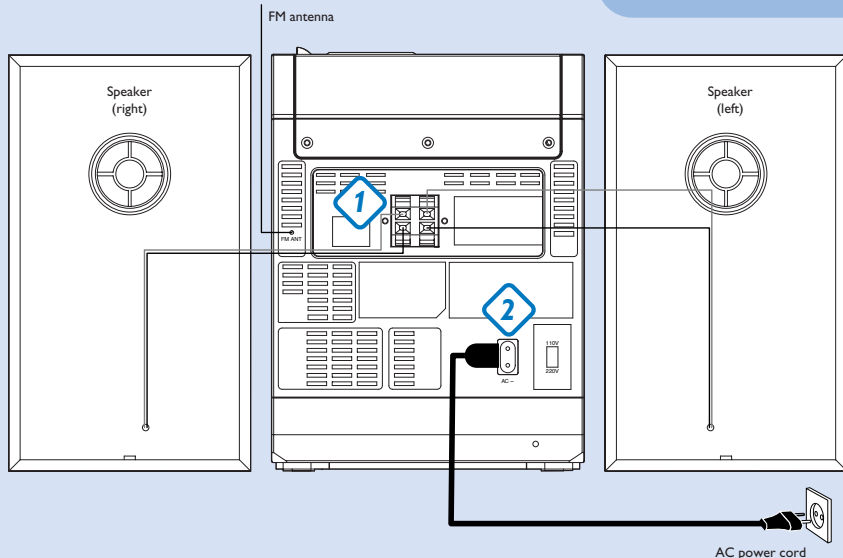 FM antenna
Speaker
(right)
Speaker
(left)
1
FM ANT
2
110V
220V
AC ~
AC power cord